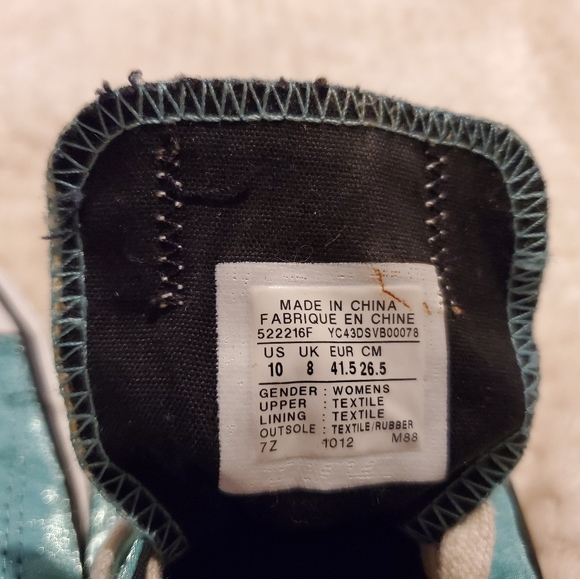 MADE IN CHINA
FABRIQUE EN CHINE
522216F YC43DSVB00078
US UK EUR CM
10 8 41.5 26.5
GENDER : WOMENS
UPPER : TEXTILE
LINING : TEXTILE
OUTSOLE : TEXTILE/RUBBER
7Z 1012 M88